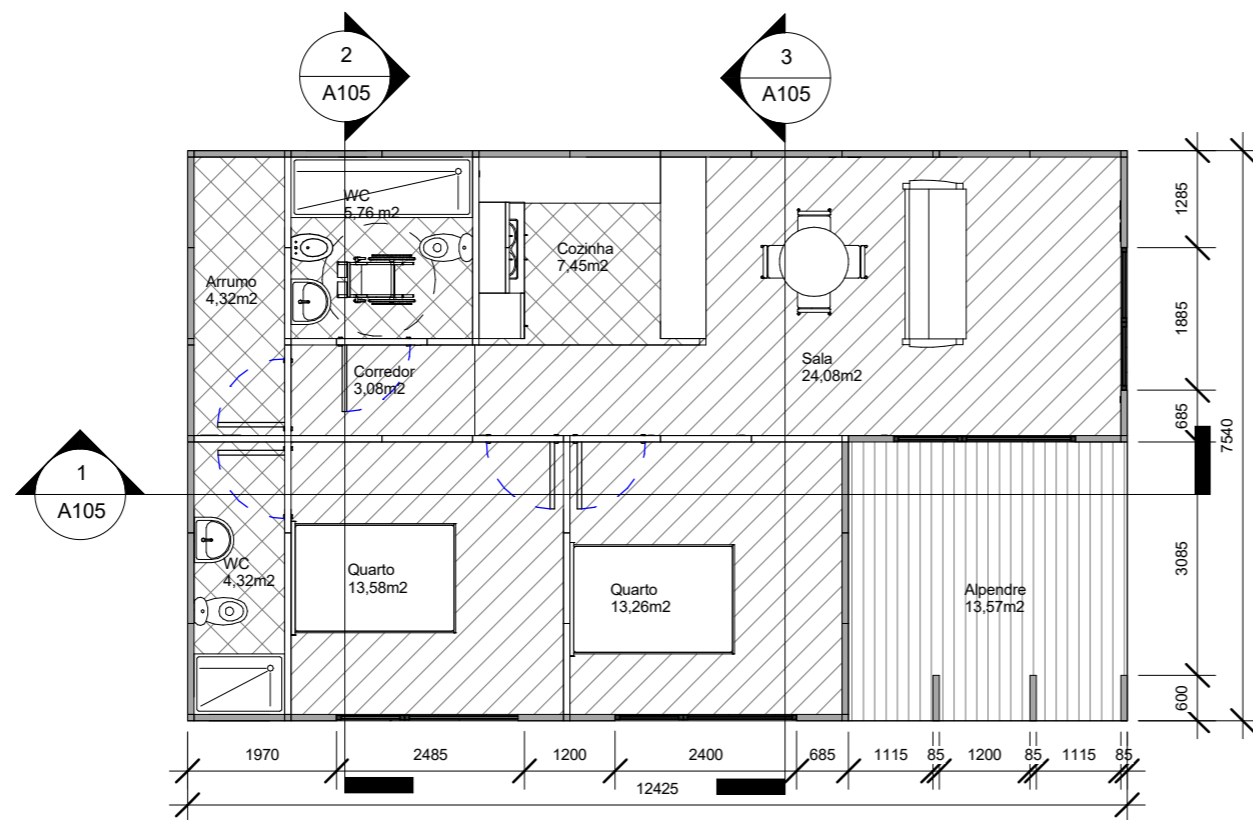 2
A105
3
A105
WC
5,76 m2
Cozinha
7,45m2
Arrumo
4,32m2
Corredor
3,08m2
Sala
24,08m2
1285
1885
685
7540
1
A105
WC
4,32m2
Quarto
13,58m2
Quarto
13,26m2
Alpendre
13,57m2
3085
600
1970 2485 1200 2400 685 1115 85 1200 85 1115 85
12425